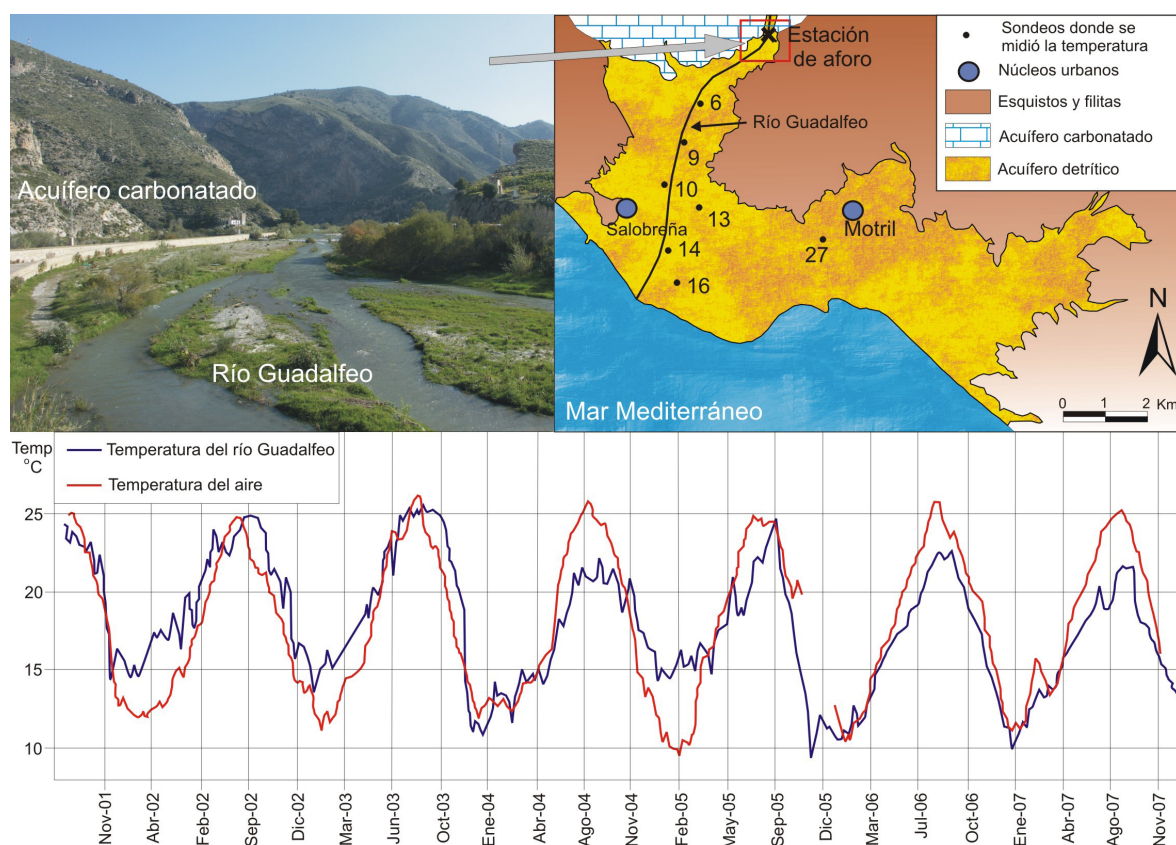 Acuífero carbonatado
Río Guadalfeo
Estación
de aforo
6
Río Guadalfeo
9
10
13
Salobreña
Motril
14
27
16
Mar Mediterráneo
Sondeos donde se
midió la temperatura
Núcleos urbanos
Esquistos y filitas
Acuífero carbonatado
Acuífero detrítico
N
0 1 2 Km
Temp
°C
Temperatura del río Guadalfeo
Temperatura del aire
25
20
15
10
Nov-01
Abr-02
Feb-02
Sep-02
Dic-02
Mar-03
Jun-03
Oct-03
Ene-04
Abr-04
Ago-04
Nov-04
Feb-05
May-05
Sep-05
Dic-05
Mar-06
Jul-06
Oct-06
Ene-07
Abr-07
Ago-07
Nov-07